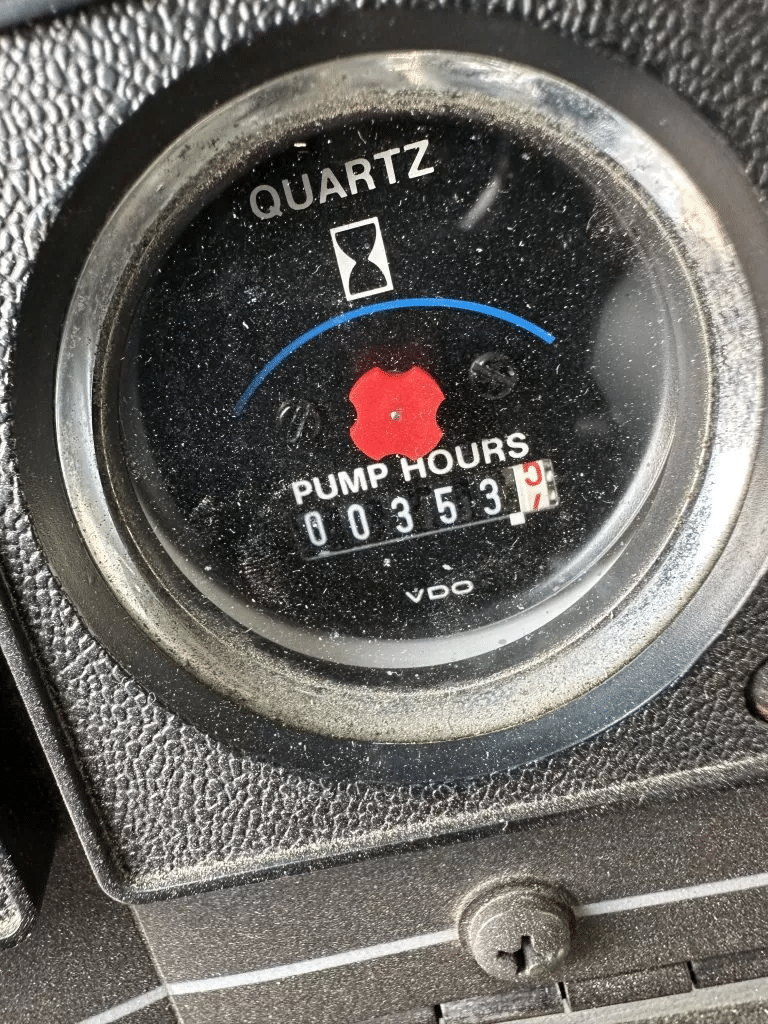 QUARTZ
PUMP HOURS
00353
VDO